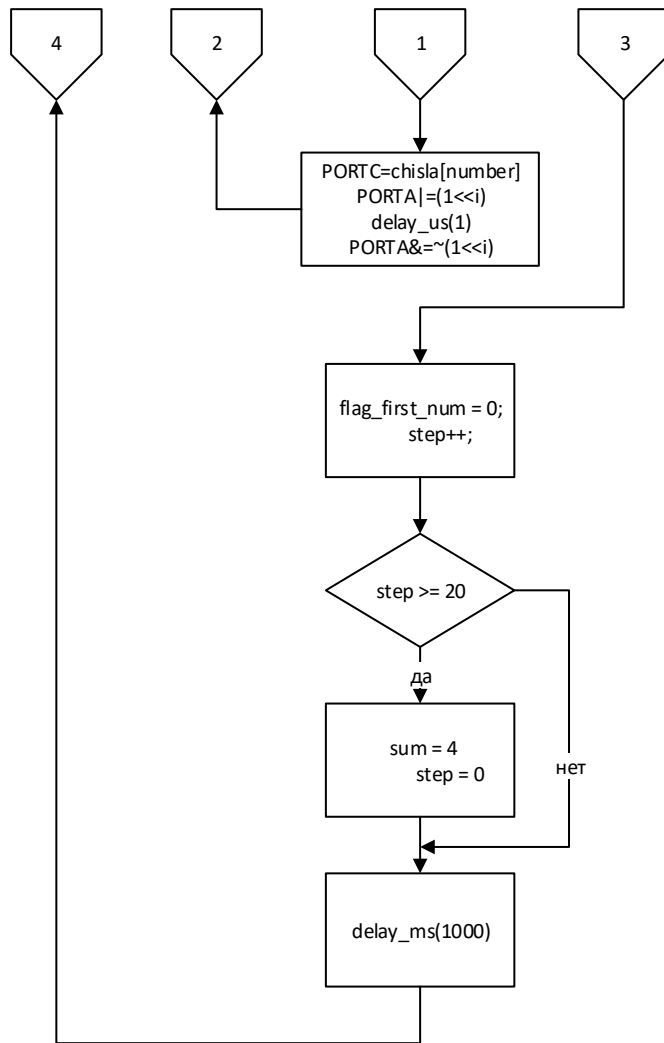 4
2
1
3
PORTC=chisla[number]
PORTA|=(1<<i)
delay_us(1)
PORTA&=~(1<<i)
flag_first_num = 0;
step++;
step >= 20
да
sum = 4
step = 0
нет
delay_ms(1000)